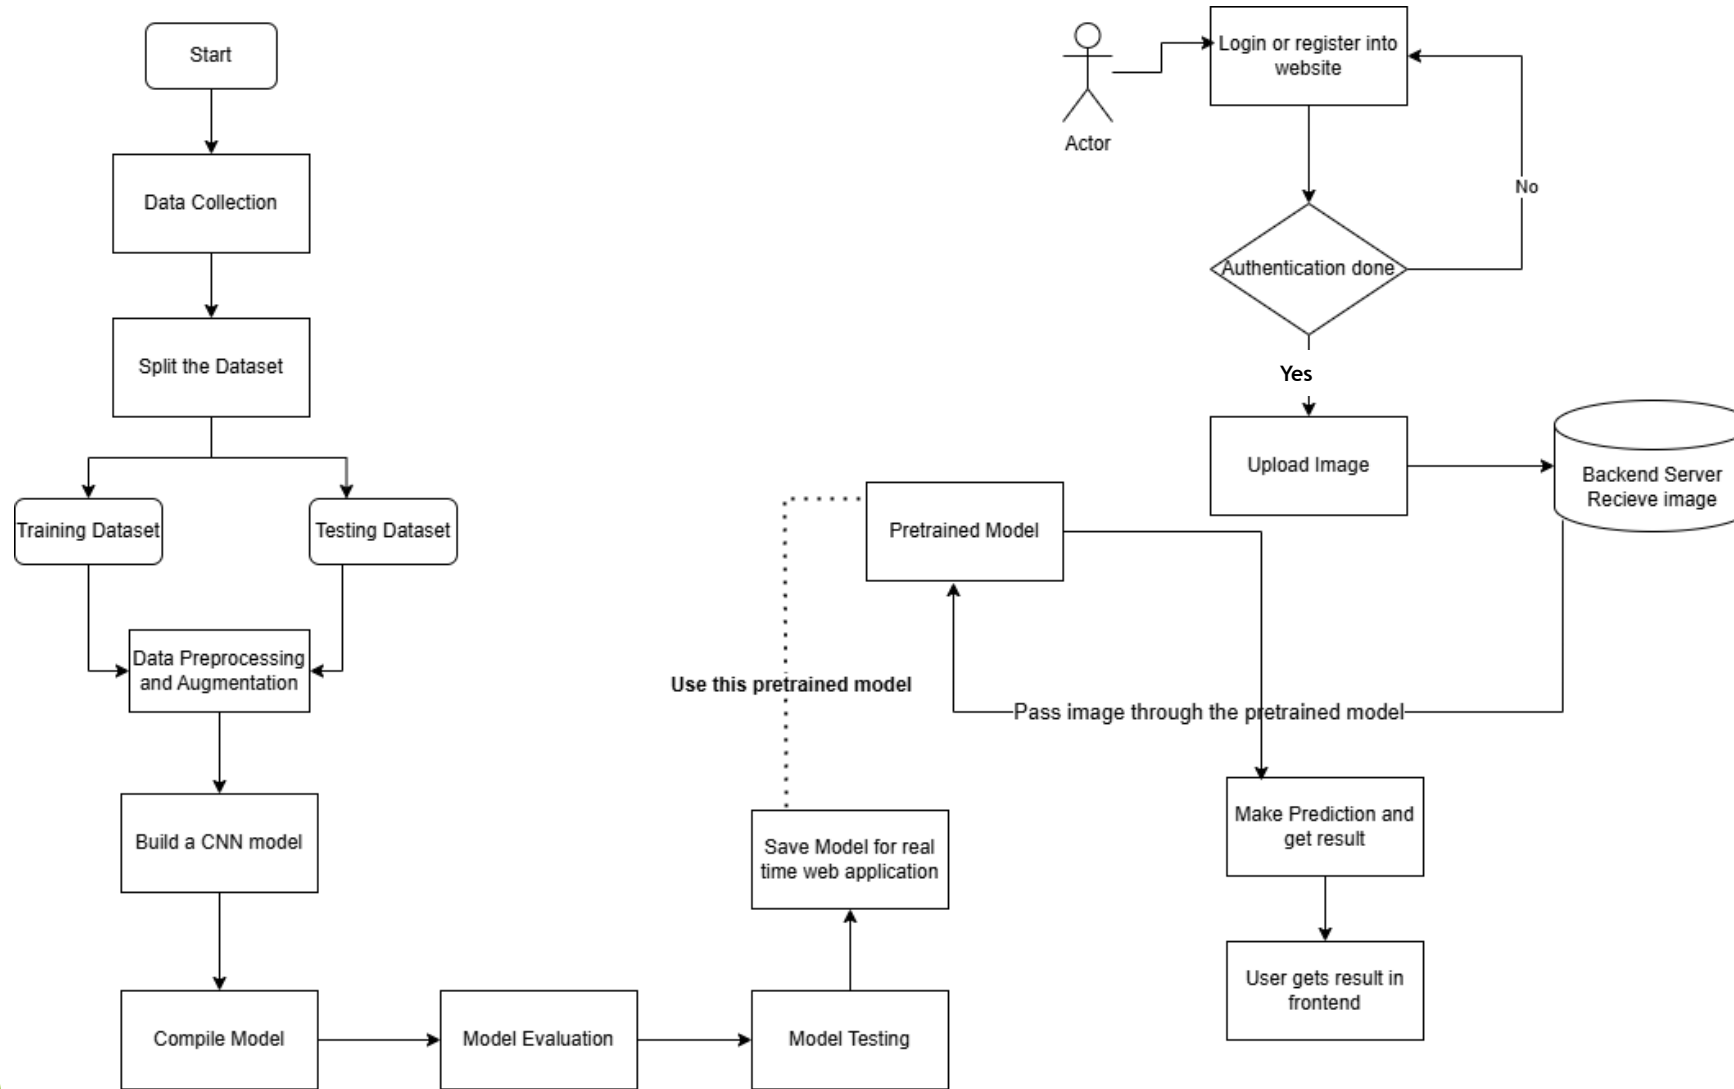 Start
Data Collection
Split the Dataset
Training Dataset
Testing Dataset
Data Preprocessing
and Augmentation
Build a CNN model
Compile Model
Model Evaluation
Model Testing
Save Model for real
time web application
Use this pretrained model
Pretrained Model
Actor
Login or register into
website
No
Authentication done
Yes
Upload Image
Backend Server
Recieve image
Pass image through the pretrained model
Make Prediction and
get result
User gets result in
frontend